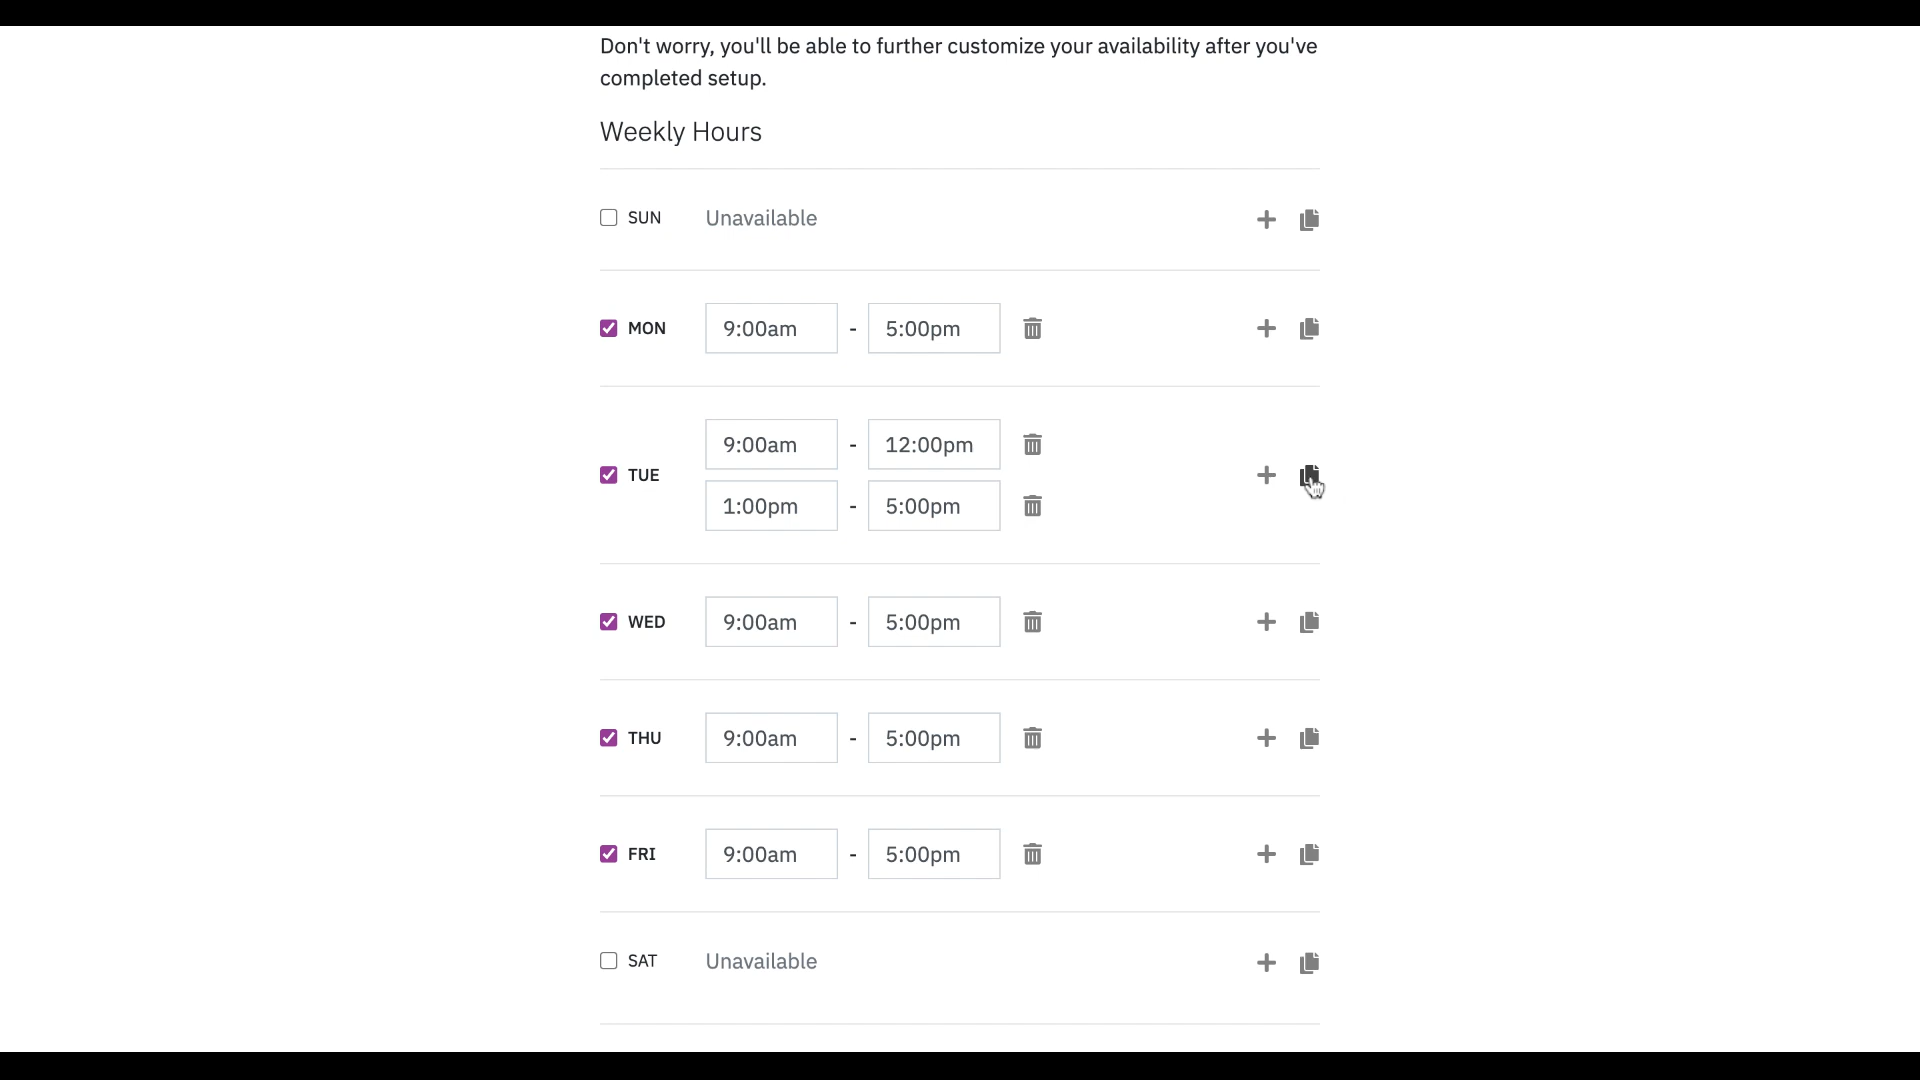 Don't worry, you'll be able to further customize your availability after you've
completed setup.
Weekly Hours
SUN Unavailable
MON 9:00am - 5:00pm
9:00am - 12:00pm
TUE
1:00pm - 5:00pm
WED 9:00am - 5:00pm
THU 9:00am - 5:00pm
FRI 9:00am - 5:00pm
SAT Unavailable